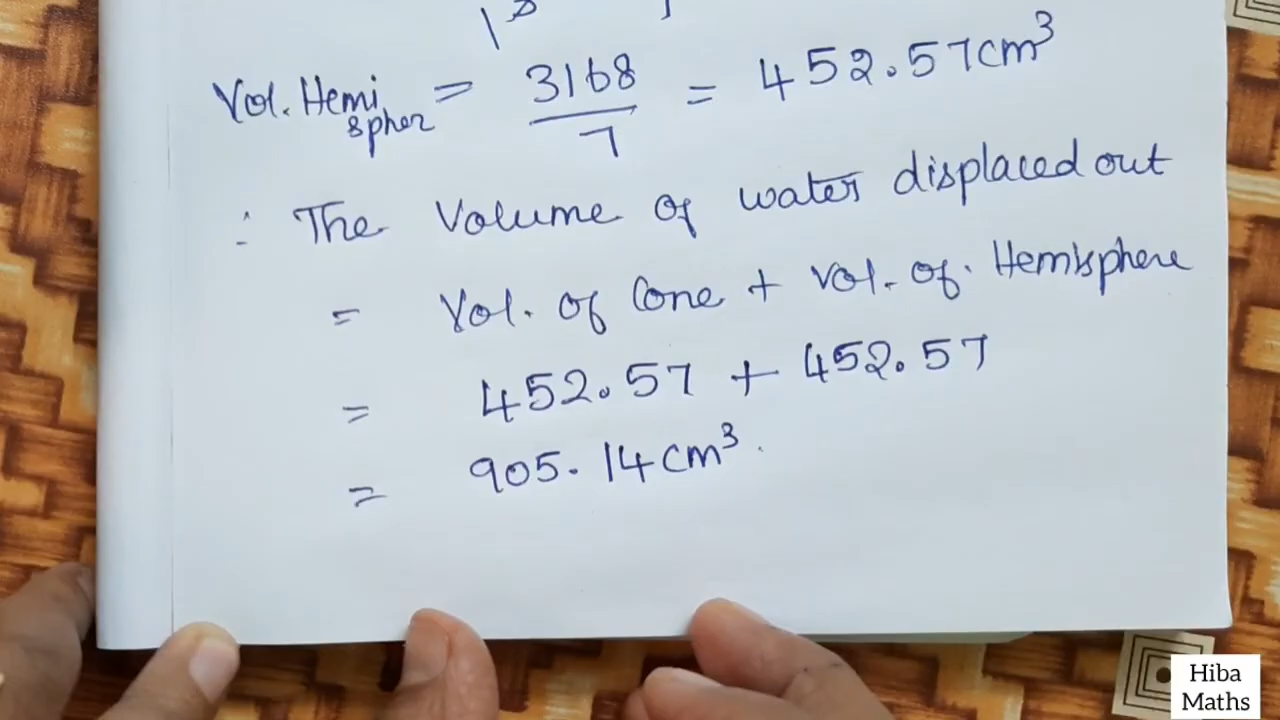 Vol. Hemi spher = 3168/7 = 452.57cm³
∴ The Volume of water displaced out
= Vol. of Cone + vol. of. Hemisphere
= 452.57 + 452.57
= 905.14cm³.
Hiba
Maths